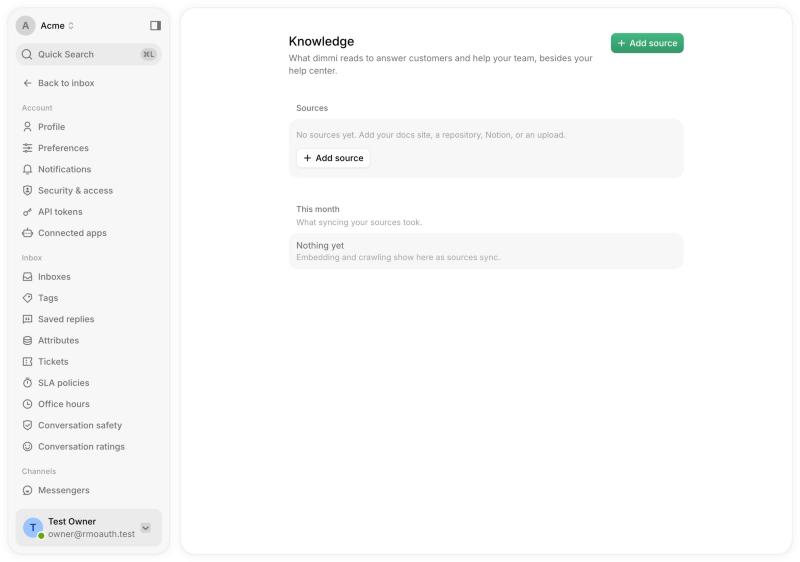 A Acme
Quick Search ⌘L
Back to inbox
Account
Profile
Preferences
Notifications
Security & access
API tokens
Connected apps
Inbox
Inboxes
Tags
Saved replies
Attributes
Tickets
SLA policies
Office hours
Conversation safety
Conversation ratings
Channels
Messengers
T Test Owner
owner@rmoauth.test
Knowledge
What dimmi reads to answer customers and help your team, besides your
help center.
+ Add source
Sources
No sources yet. Add your docs site, a repository, Notion, or an upload.
+ Add source
This month
What syncing your sources took.
Nothing yet
Embedding and crawling show here as sources sync.